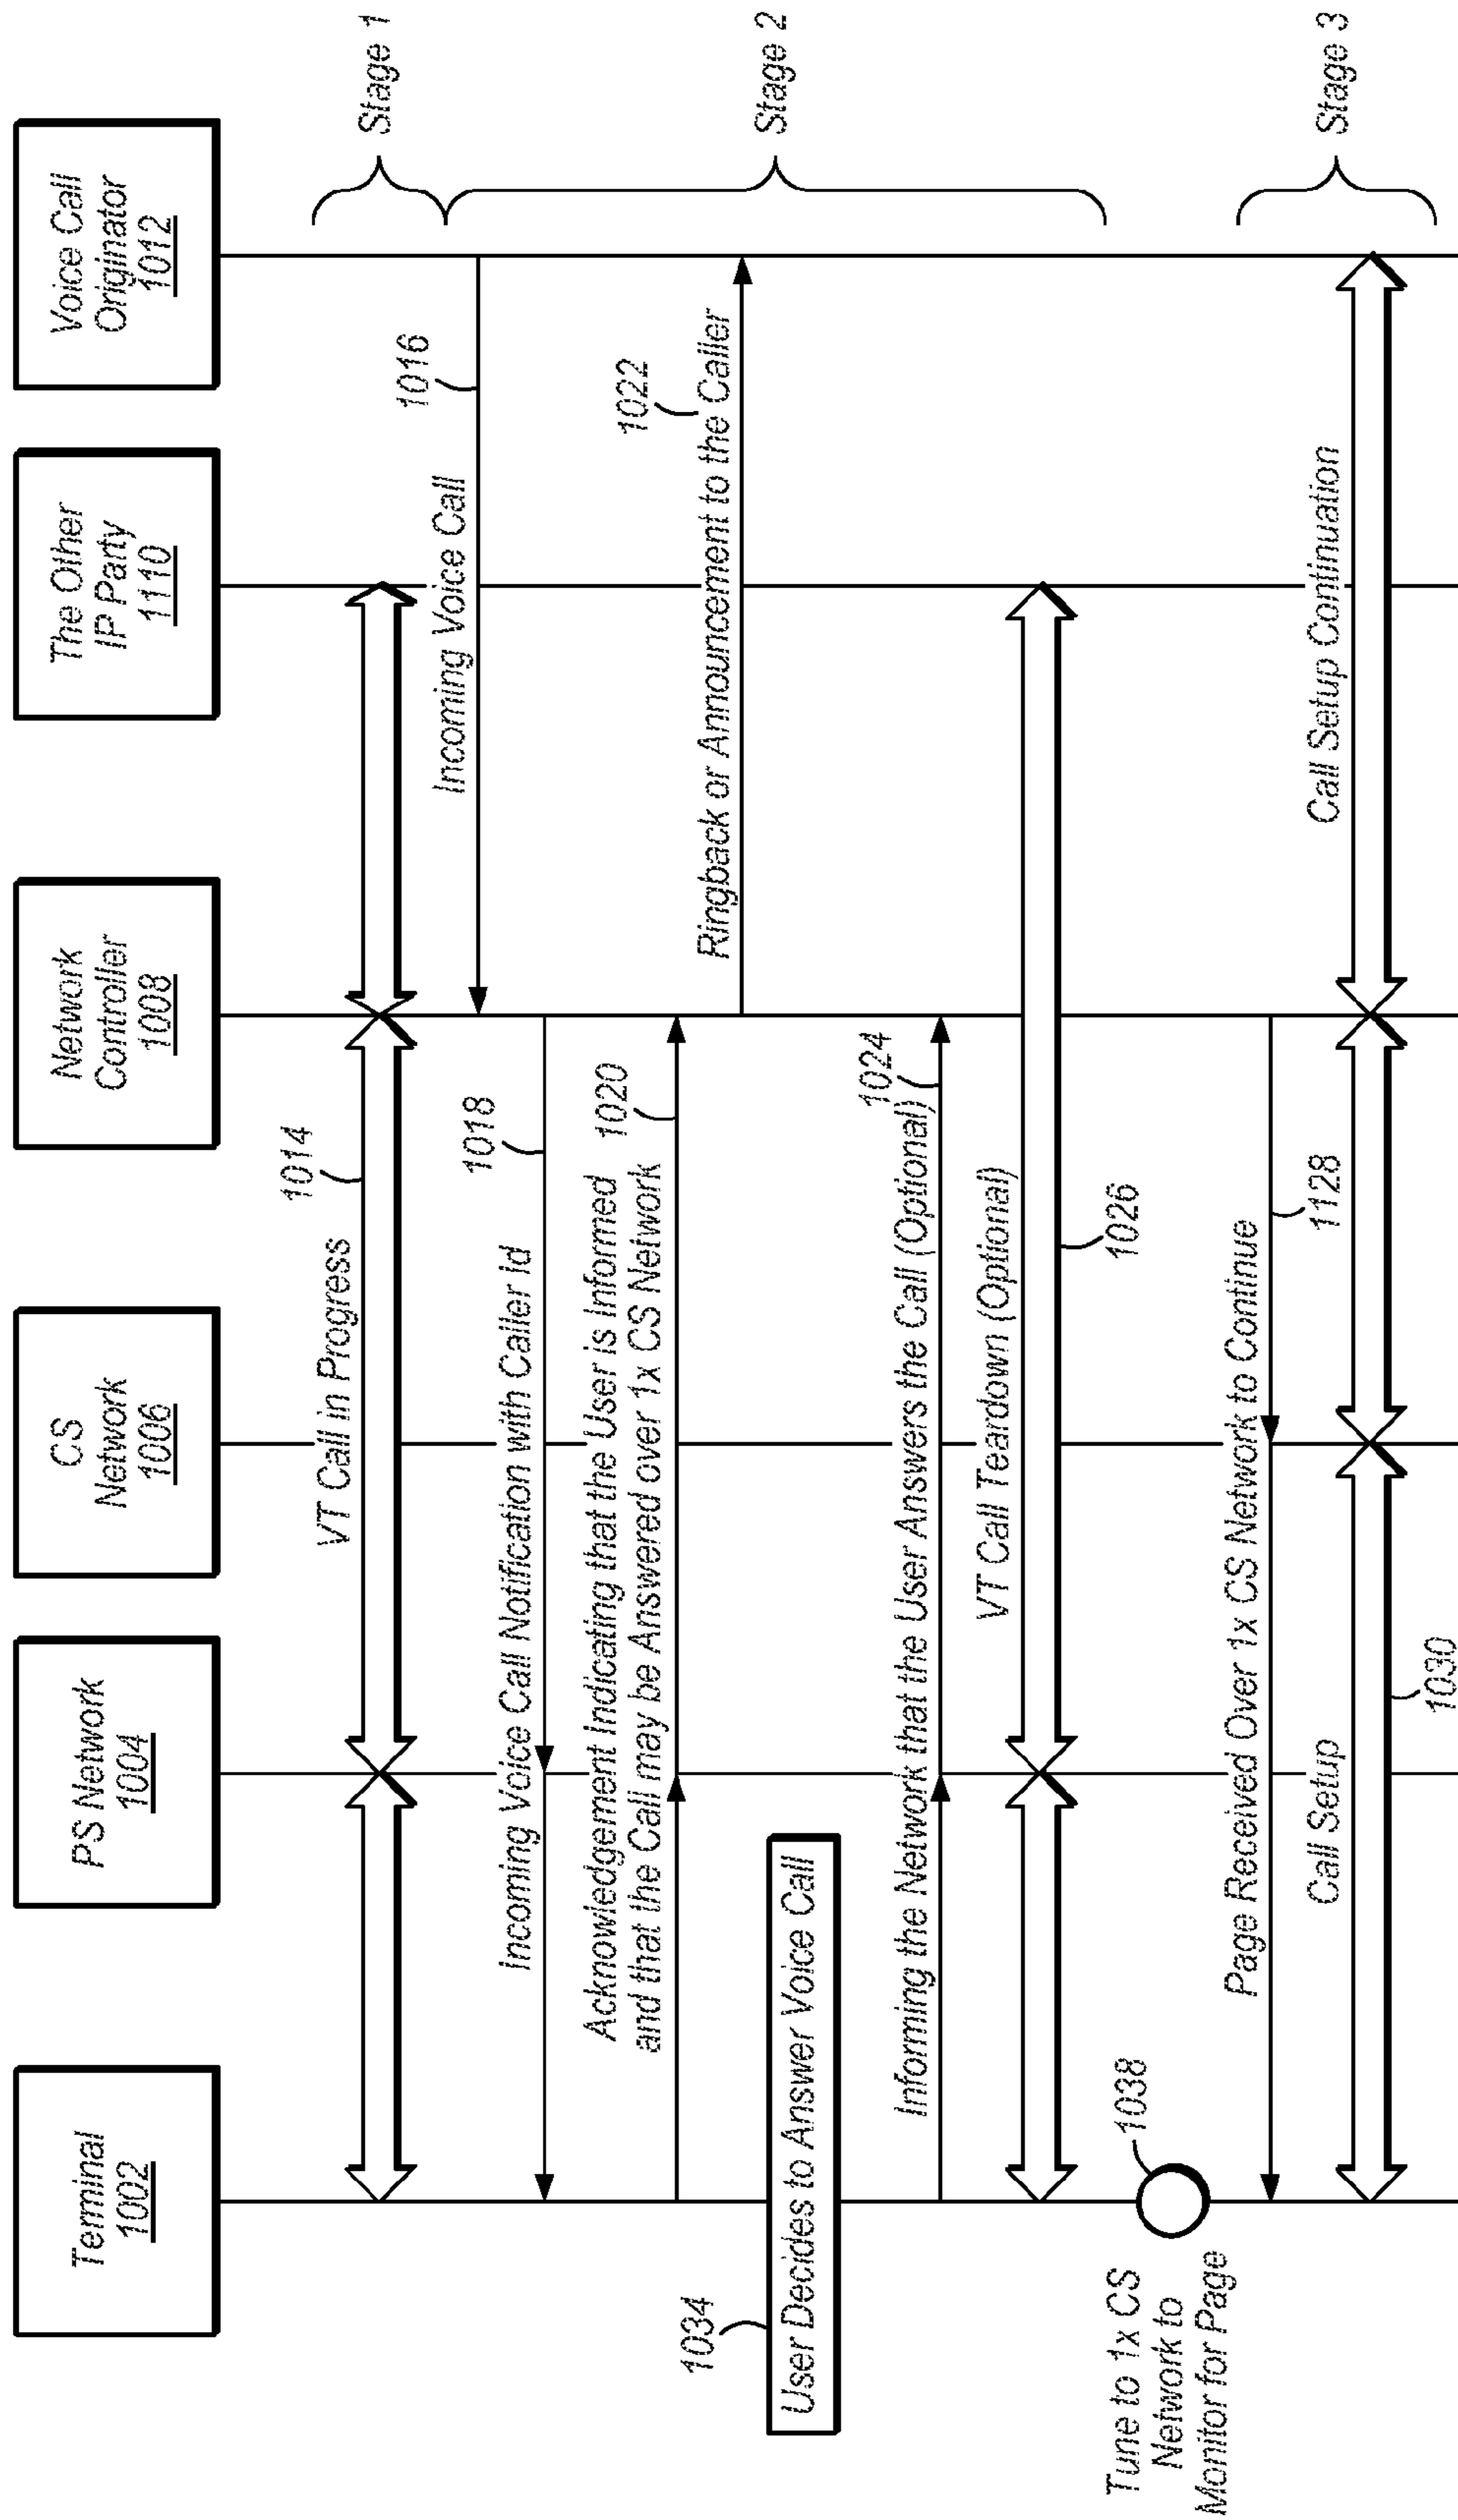 Terminal
1002
PS Network
1004
CS
Network
1006
Network
Controller
1008
The Other
IP Party
1110
Voice Call
Originator
1012
VT Call in Progress
1014
Stage 1
Incoming Voice Call
1016
Incoming Voice Call Notification with Caller Id
1018
Acknowledgement Indicating that the User is Informed
and that the Call may be Answered over 1x CS Network
1020
Ringback or Announcement to the Caller
1022
Stage 2
1034
User Decides to Answer Voice Call
Informing the Network that the User Answers the Call (Optional)
1024
VT Call Teardown (Optional)
1026
Tune to 1x CS
Network to
Monitor for Page
1038
Page Received Over 1x CS Network to Continue
1128
Call Setup
Call Setup Continuation
1030
Stage 3